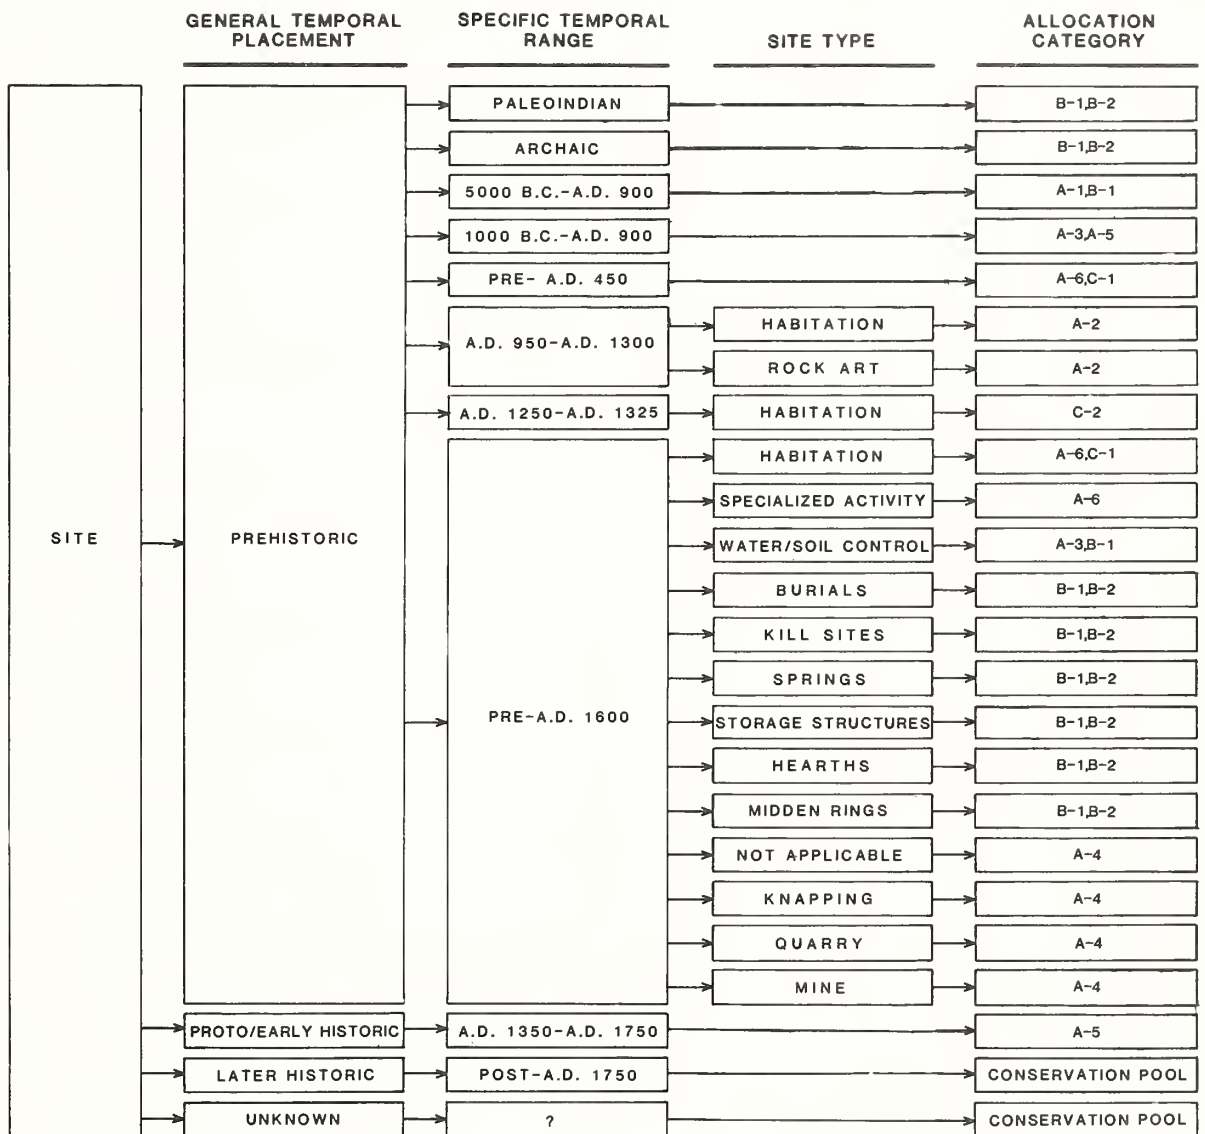 GENERAL TEMPORAL
PLACEMENT
SPECIFIC TEMPORAL
RANGE
SITE TYPE
ALLOCATION
CATEGORY
PALEOINDIAN
B-1,B-2
ARCHAIC
B-1,B-2
5000 B.C.-A.D. 900
A-1,B-1
1000 B.C.-A.D. 900
A-3,A-5
PRE- A.D. 450
A-6,C-1
A.D. 950-A.D. 1300
HABITATION
A-2
ROCK ART
A-2
A.D. 1250-A.D. 1325
HABITATION
C-2
SITE
PREHISTORIC
PRE-A.D. 1600
HABITATION
A-6,C-1
SPECIALIZED ACTIVITY
A-6
WATER/SOIL CONTROL
A-3,B-1
BURIALS
B-1,B-2
KILL SITES
B-1,B-2
SPRINGS
B-1,B-2
STORAGE STRUCTURES
B-1,B-2
HEARTHS
B-1,B-2
MIDDEN RINGS
B-1,B-2
NOT APPLICABLE
A-4
KNAPPING
A-4
QUARRY
A-4
MINE
A-4
PROTO/EARLY HISTORIC
A.D. 1350-A.D. 1750
A-5
LATER HISTORIC
POST-A.D. 1750
CONSERVATION POOL
UNKNOWN
?
CONSERVATION POOL